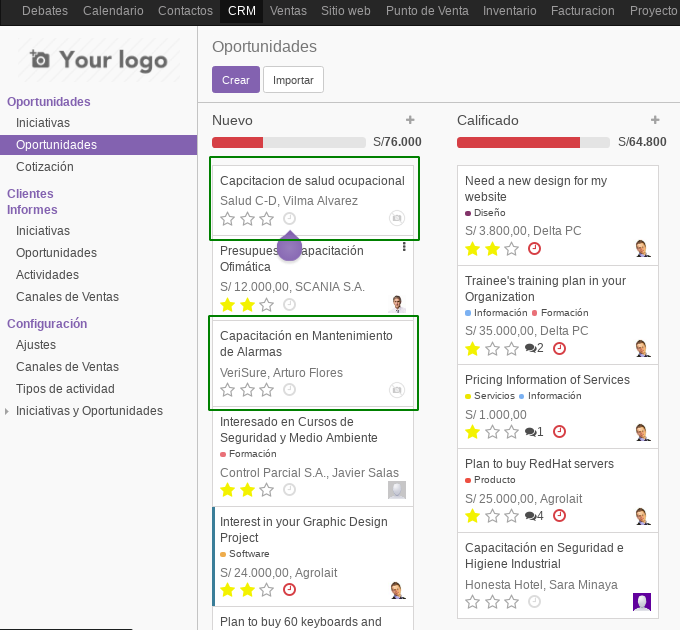 Debates Calendario Contactos CRM Ventas Sitio web Punto de Venta Inventario Facturacion Proyecto
Your logo
Oportunidades
Iniciativas
Oportunidades
Cotización
Clientes
Informes
Iniciativas
Oportunidades
Actividades
Canales de Ventas
Configuración
Ajustes
Canales de Ventas
Tipos de actividad
Iniciativas y Oportunidades
Oportunidades
Crear Importar
Nuevo +
S/76.000
Capcitacion de salud ocupacional
Salud C-D, Vilma Alvarez
Ofimática
S/ 12.000,00, SCANIA S.A.
Capacitación en Mantenimiento
de Alarmas
VeriSure, Arturo Flores
Interesado en Cursos de
Seguridad y Medio Ambiente
Formación
Control Parcial S.A., Javier Salas
Interest in your Graphic Design
Project
Software
S/ 24.000,00, Agrolait
Plan to buy 60 keyboards and
Calificado +
S/64.800
Need a new design for my
website
Diseño
S/ 3.800,00, Delta PC
Trainee's training plan in your
Organization
Información Formación
S/ 35.000,00, Delta PC
2
Pricing Information of Services
Servicios Información
S/ 1.000,00
1
Plan to buy RedHat servers
Producto
S/ 25.000,00, Agrolait
4
Capacitación en Seguridad e
Higiene Industrial
Honesta Hotel, Sara Minaya